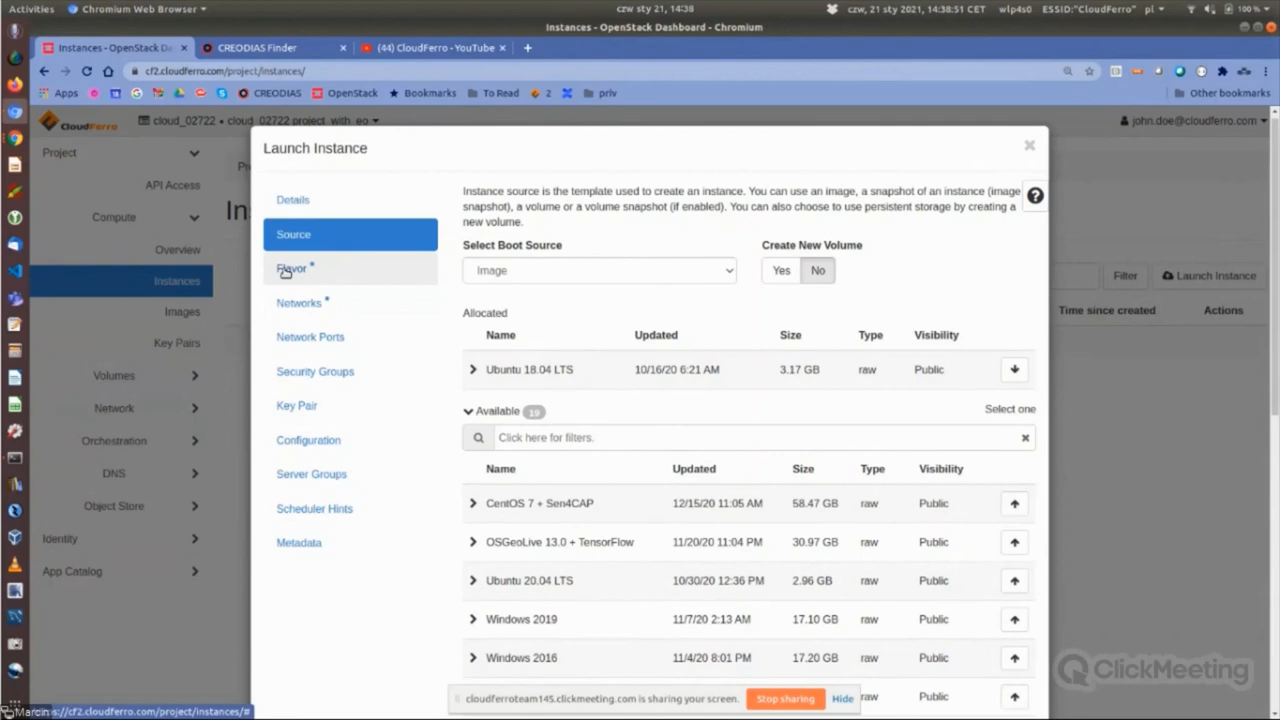 Activities Chromium Web Browser czw sty 21, 14:38 czw, 21 sty 2021, 14:38:51 CET wlp4s0 ESSID:"CloudFerro" pl 100 %
Instances - OpenStack Dashboard - Chromium
Instances - OpenStack Da CREODIAS Finder (44) CloudFerro - YouTube
cf2.cloudferro.com/project/instances/
Apps CREODIAS OpenStack Bookmarks To Read 2 priv Other bookmarks
CloudFerro cloud_02722 • cloud_02722 project_with_eo john.doe@cloudferro.com
Project
API Access
Compute
Overview
Instances
Images
Key Pairs
Volumes
Network
Orchestration
DNS
Object Store
Identity
App Catalog
Pr
Ins
Filter Launch Instance
Time since created Actions
Launch Instance
Details
Source
Flavor *
Networks *
Network Ports
Security Groups
Key Pair
Configuration
Server Groups
Scheduler Hints
Metadata
Instance source is the template used to create an instance. You can use an image, a snapshot of an instance (image
snapshot), a volume or a volume snapshot (if enabled). You can also choose to use persistent storage by creating a
new volume.
Select Boot Source Create New Volume
Image Yes No
Allocated
Name Updated Size Type Visibility
Ubuntu 18.04 LTS 10/16/20 6:21 AM 3.17 GB raw Public
Available 19 Select one
Click here for filters.
Name Updated Size Type Visibility
CentOS 7 + Sen4CAP 12/15/20 11:05 AM 58.47 GB raw Public
OSGeoLive 13.0 + TensorFlow 11/20/20 11:04 PM 30.97 GB raw Public
Ubuntu 20.04 LTS 10/30/20 12:36 PM 2.96 GB raw Public
Windows 2019 11/7/20 2:13 AM 17.10 GB raw Public
Windows 2016 11/4/20 8:01 PM 17.20 GB raw Public
raw Public
cloudferroteam145.clickmeeting.com is sharing your screen. Stop sharing Hide
ClickMeeting
Marcin s://cf2.cloudferro.com/project/instances/#